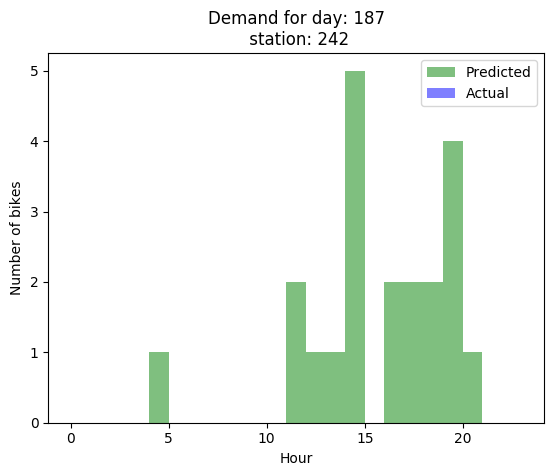 Demand for day: 187
station: 242
Predicted
Actual
Number of bikes
5
4
3
2
1
0
0
5
10
15
20
Hour